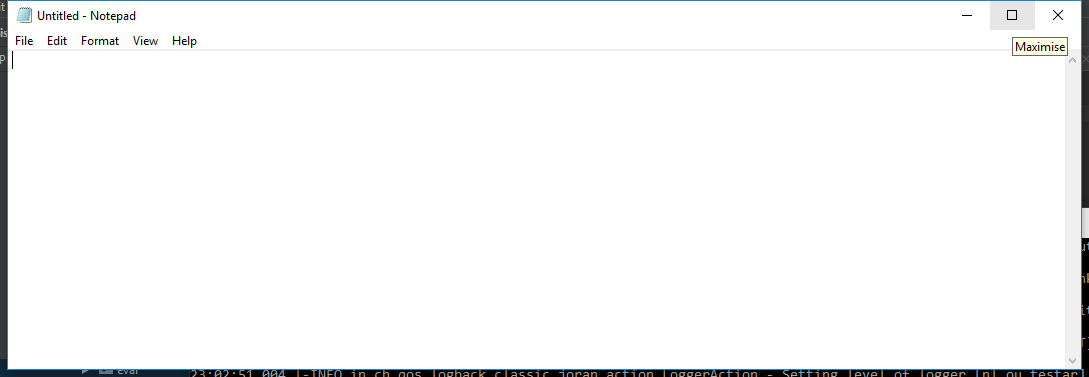 Untitled - Notepad
File Edit Format View Help
Maximise
eval
23:02:51,004 |-INFO in ch.qos.logback.classic.joran.action.LoggerAction - Setting level of logger [nl.ou.testar